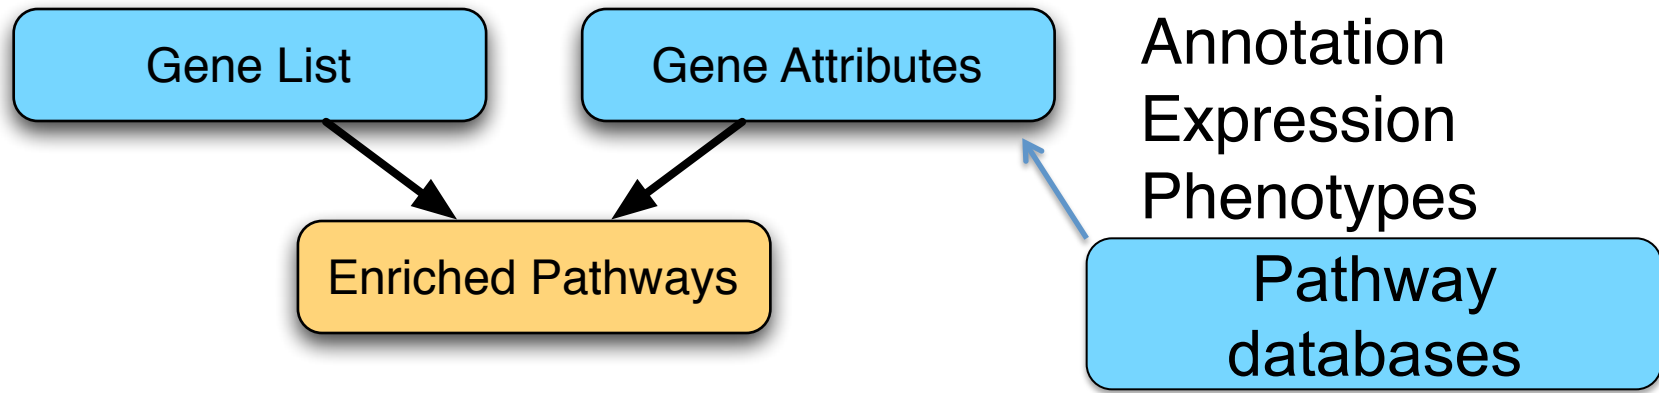 Gene List
Gene Attributes
Annotation
Expression
Phenotypes
Enriched Pathways
Pathway
databases